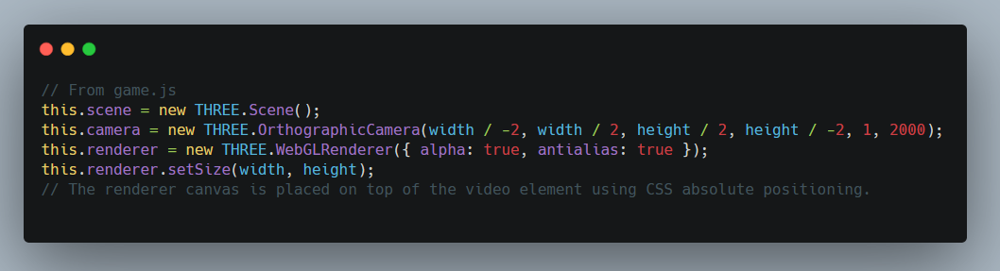 // From game.js
this.scene = new THREE.Scene();
this.camera = new THREE.OrthographicCamera(width / -2, width / 2, height / 2, height / -2, 1, 2000);
this.renderer = new THREE.WebGLRenderer({ alpha: true, antialias: true });
this.renderer.setSize(width, height);
// The renderer canvas is placed on top of the video element using CSS absolute positioning.